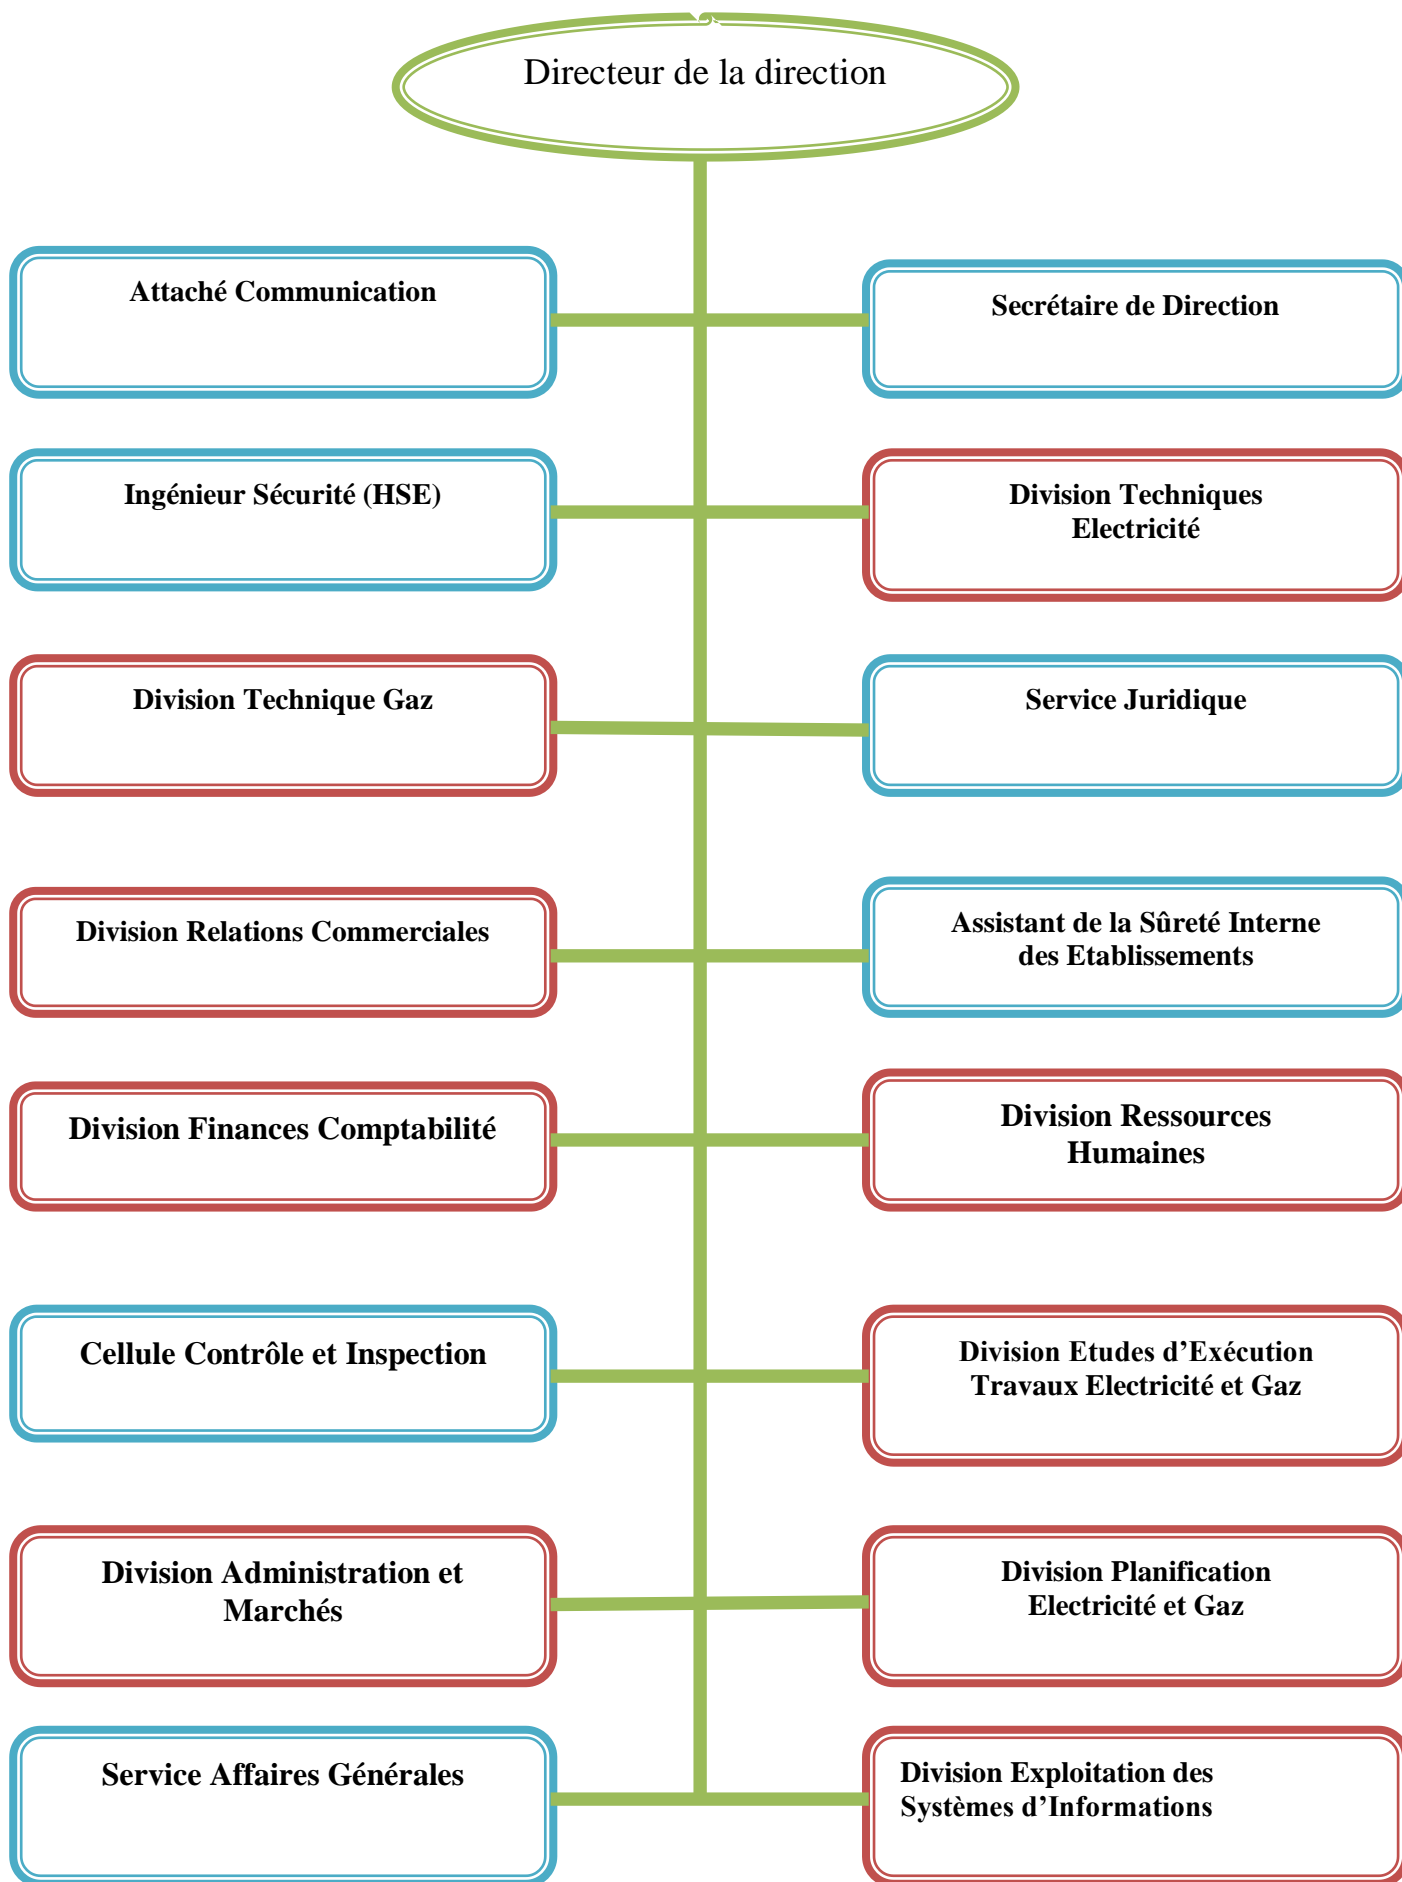 Directeur de la direction
Attaché Communication
Secrétaire de Direction
Ingénieur Sécurité (HSE)
Division Techniques
Electricité
Division Technique Gaz
Service Juridique
Division Relations Commerciales
Assistant de la Sûreté Interne
des Etablissements
Division Finances Comptabilité
Division Ressources
Humaines
Cellule Contrôle et Inspection
Division Etudes d’Exécution
Travaux Electricité et Gaz
Division Administration et
Marchés
Division Planification
Electricité et Gaz
Service Affaires Générales
Division Exploitation des
Systèmes d’Informations